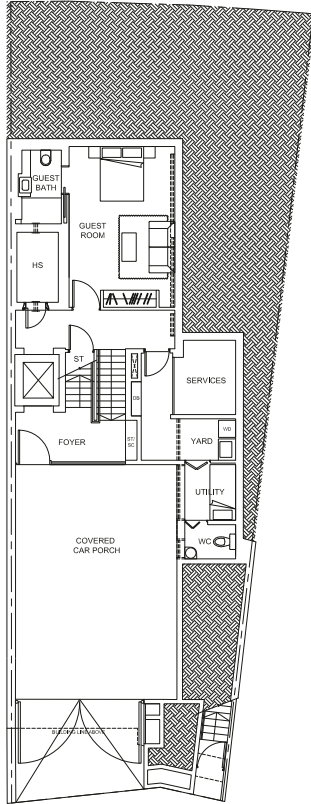 GUEST
BATH
GUEST
ROOM
HS
ST
SERVICES
DB
WD
FOYER
ST/
SC
YARD
UTILITY
WC
COVERED
CAR PORCH
BUILDING LINE ABOVE